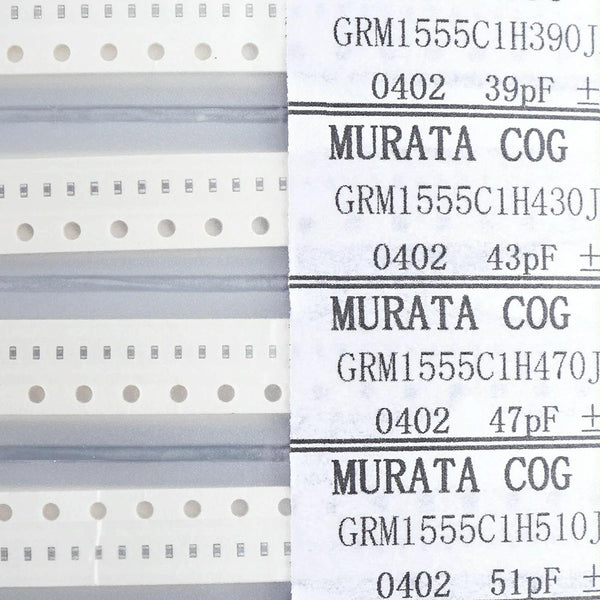 GRM1555C1H390J
0402 39pF ±
MURATA COG
GRM1555C1H430J
0402 43pF ±
MURATA COG
GRM1555C1H470J
0402 47pF ±
MURATA COG
GRM1555C1H510J
0402 51pF ±